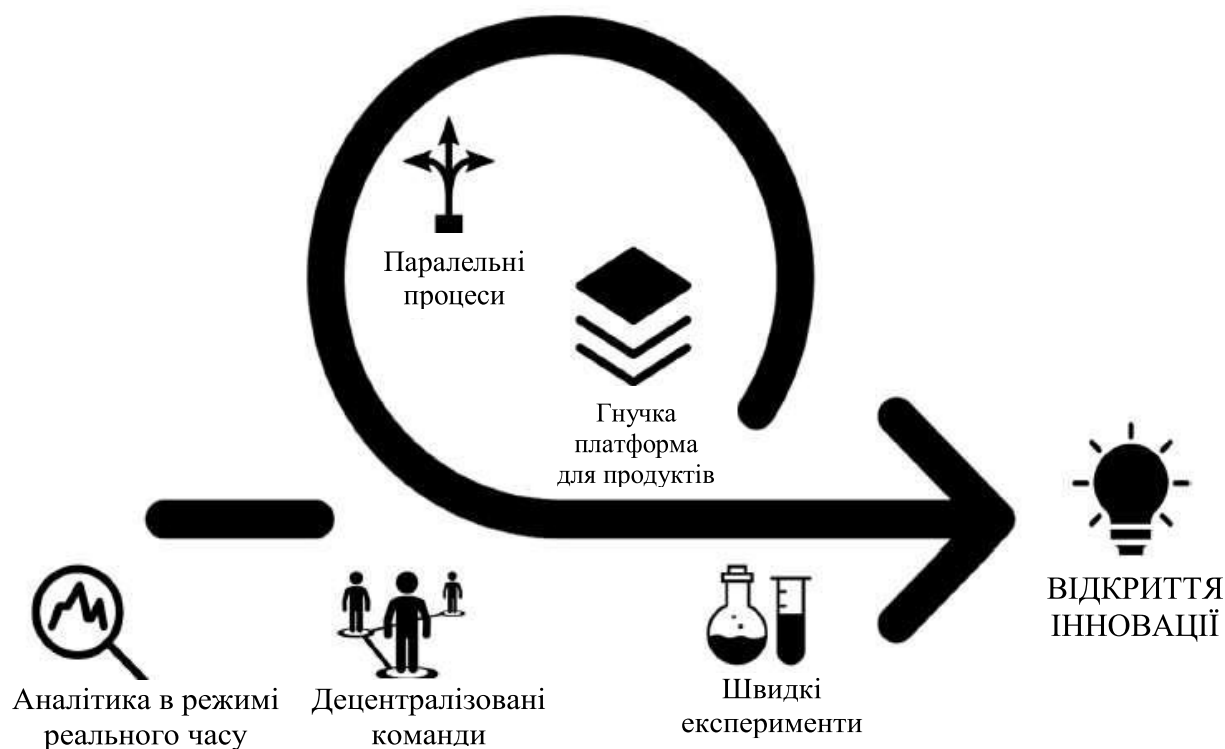 Паралельні
процеси
Гнучка
платформа
для продуктів
ВІДКРИТТЯ
ІННОВАЦІЇ
Аналітика в режимі
реального часу
Децентралізовані
команди
Швидкі
експерименти